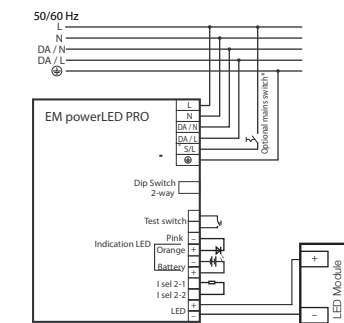 50/60 Hz
L
N
DA / N
DA / L
EM powerLED PRO
L
N
DA / N
DA / L
* S/L
Optional mains switch*
Dip Switch
2-way
Test switch
Indication LED
Pink
Orange
Battery
–
+
–
+
I sel 2-1
I sel 2-2
LED
+
–
+
–
LED Module